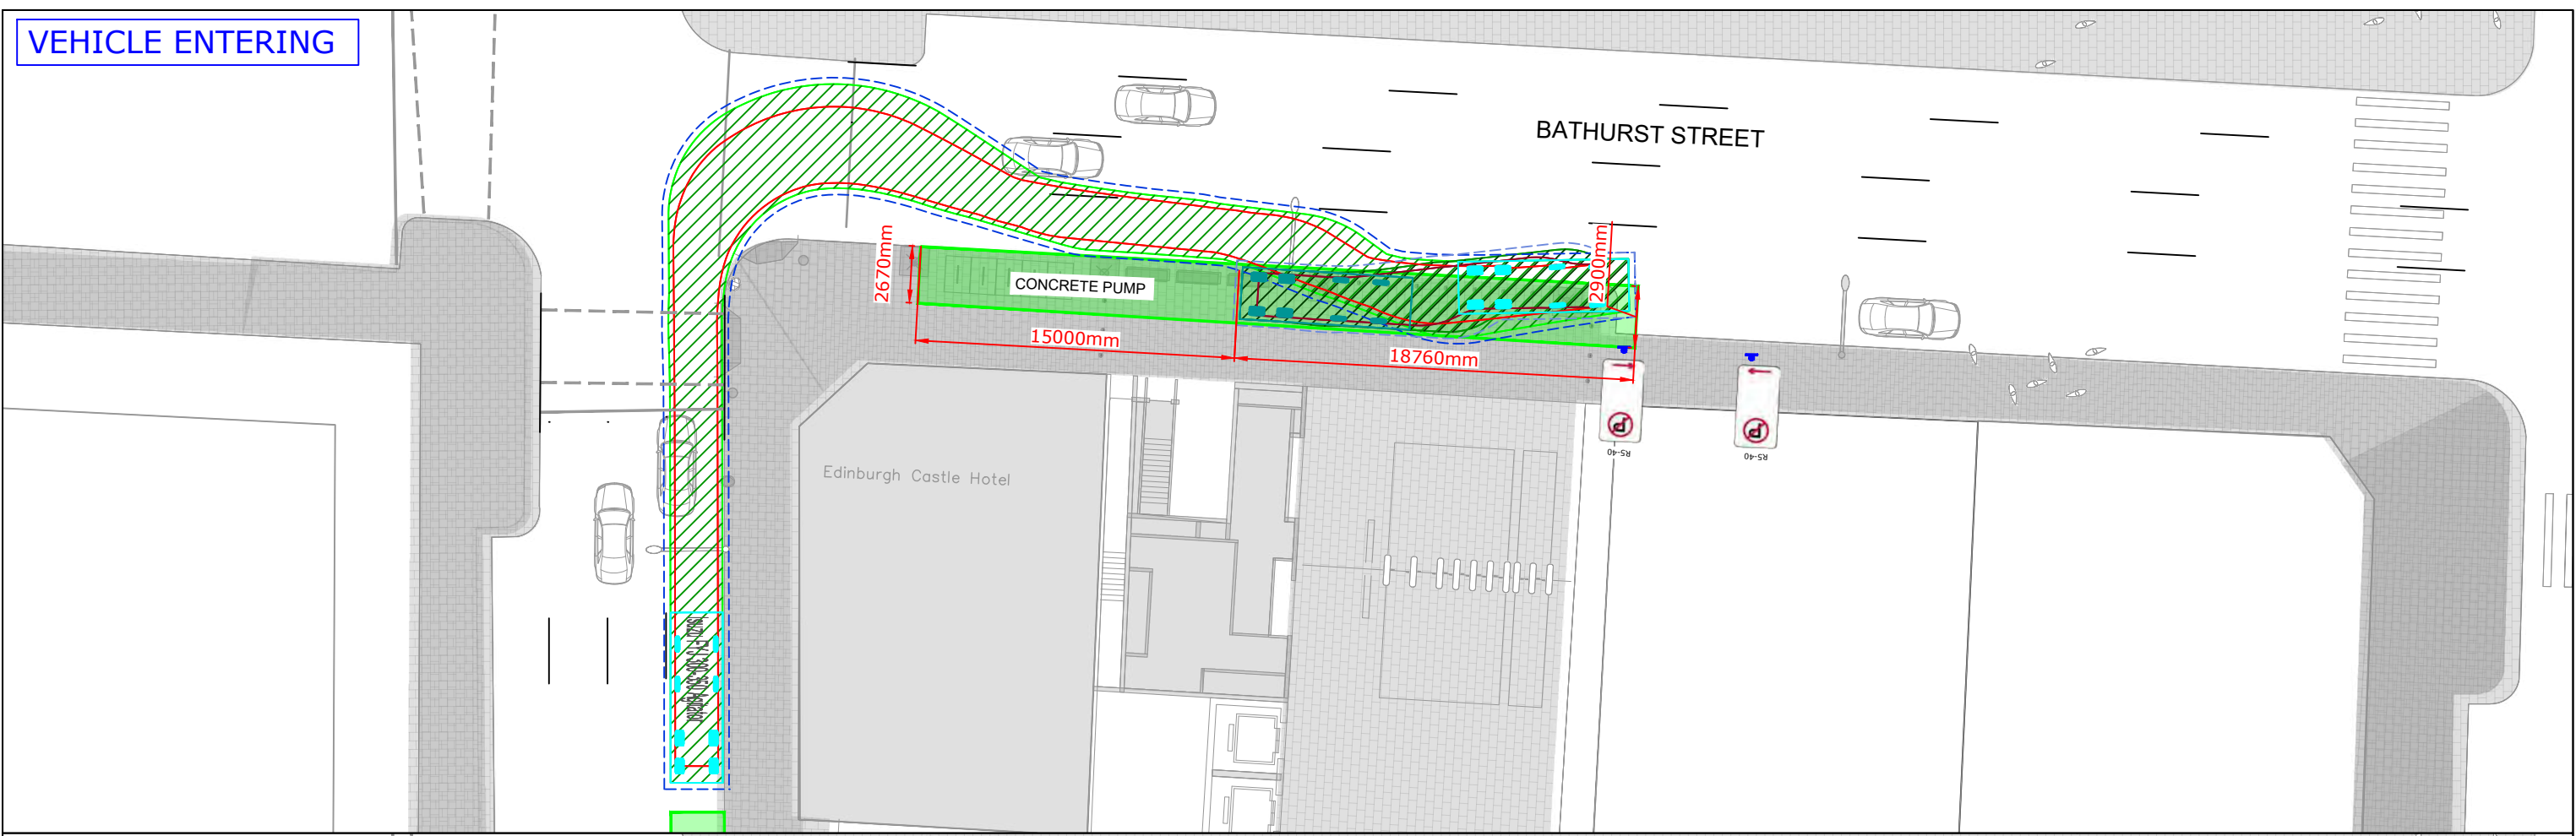 VEHICLE ENTERING
BATHURST STREET
2670mm
CONCRETE PUMP
2900mm
15000mm
18760mm
Edinburgh Castle Hotel
R5-40
R5-40